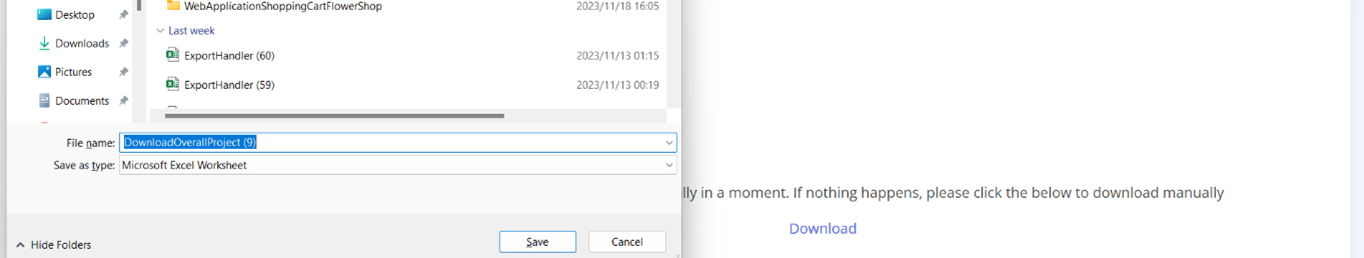 Desktop
Downloads
Pictures
Documents
WebApplicationShoppingCartFlowerShop 2023/11/18 16:05
Last week
ExportHandler (60) 2023/11/13 01:15
ExportHandler (59) 2023/11/13 00:19
File name: DownloadOverallProject (9)
Save as type: Microsoft Excel Worksheet
Hide Folders
Save
Cancel
lly in a moment. If nothing happens, please click the below to download manually
Download